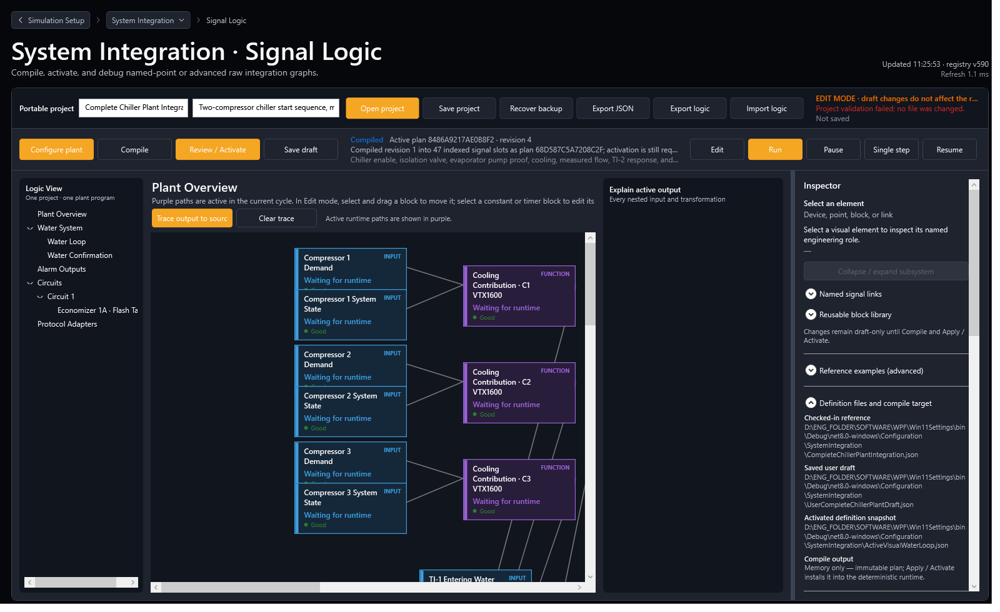 Simulation Setup
System Integration
Signal Logic
System Integration · Signal Logic
Compile, activate, and debug named-point or advanced raw integration graphs.
Updated 11:25:53 · registry v590
Refresh 1.1 ms
Portable project
Complete Chiller Plant Integra
Two-compressor chiller start sequence, m
Open project
Save project
Recover backup
Export JSON
Export logic
Import logic
EDIT MODE · draft changes do not affect the r...
Project validation failed; no file was changed.
Not saved
Configure plant
Compile
Review / Activate
Save draft
Compiled Active plan 8486A9217AE0B8F2 · revision 4
Compiled revision 1 into 47 indexed signal slots as plan 68D587C5A7208C2F; activation is still req...
Chiller enable, isolation valve, evaporator pump proof, cooling, measured flow, TI-2 response, and...
Edit
Run
Pause
Single step
Resume
Logic View
One project · one plant program
Plant Overview
Water System
Water Loop
Water Confirmation
Alarm Outputs
Circuits
Circuit 1
Economizer 1A · Flash Ta
Protocol Adapters
Plant Overview
Purple paths are active in the current cycle. In Edit mode, select and drag a block to move it; select a constant or timer block to edit its
Trace output to sourc
Clear trace
Active runtime paths are shown in purple.
Compressor 1
Demand
INPUT
Waiting for runtime
Compressor 1 System
State
INPUT
Waiting for runtime
Good
Cooling
Contribution · C1
VTX1600
FUNCTION
Waiting for runtime
Good
Compressor 2
Demand
INPUT
Waiting for runtime
Compressor 2 System
State
INPUT
Waiting for runtime
Good
Cooling
Contribution · C2
VTX1600
FUNCTION
Waiting for runtime
Good
Compressor 3
Demand
INPUT
Waiting for runtime
Compressor 3 System
State
INPUT
Waiting for runtime
Good
Cooling
Contribution · C3
VTX1600
FUNCTION
Waiting for runtime
Good
TI-1 Entering Water
INPUT
Explain active output
Every nested input and transformation
Inspector
Select an element
Device, point, block, or link
Select a visual element to inspect its named
engineering role.
—
Collapse / expand subsystem
Named signal links
Reusable block library
Changes remain draft-only until Compile and Apply /
Activate.
Reference examples (advanced)
Definition files and compile target
Checked-in reference
D:\ENG_FOLDER\SOFTWARE\WPF\Win11Settings\bin
\Debug\net8.0-windows\Configuration
\SystemIntegration
\CompleteChillerPlantIntegration.json
Saved user draft
D:\ENG_FOLDER\SOFTWARE\WPF\Win11Settings\bin
\Debug\net8.0-windows\Configuration
\SystemIntegration
\UserCompleteChillerPlantDraft.json
Activated definition snapshot
D:\ENG_FOLDER\SOFTWARE\WPF\Win11Settings\bin
\Debug\net8.0-windows\Configuration
\SystemIntegration\ActiveVisualWaterLoop.json
Compile output
Memory only — immutable plan; Apply / Activate
installs it into the deterministic runtime.